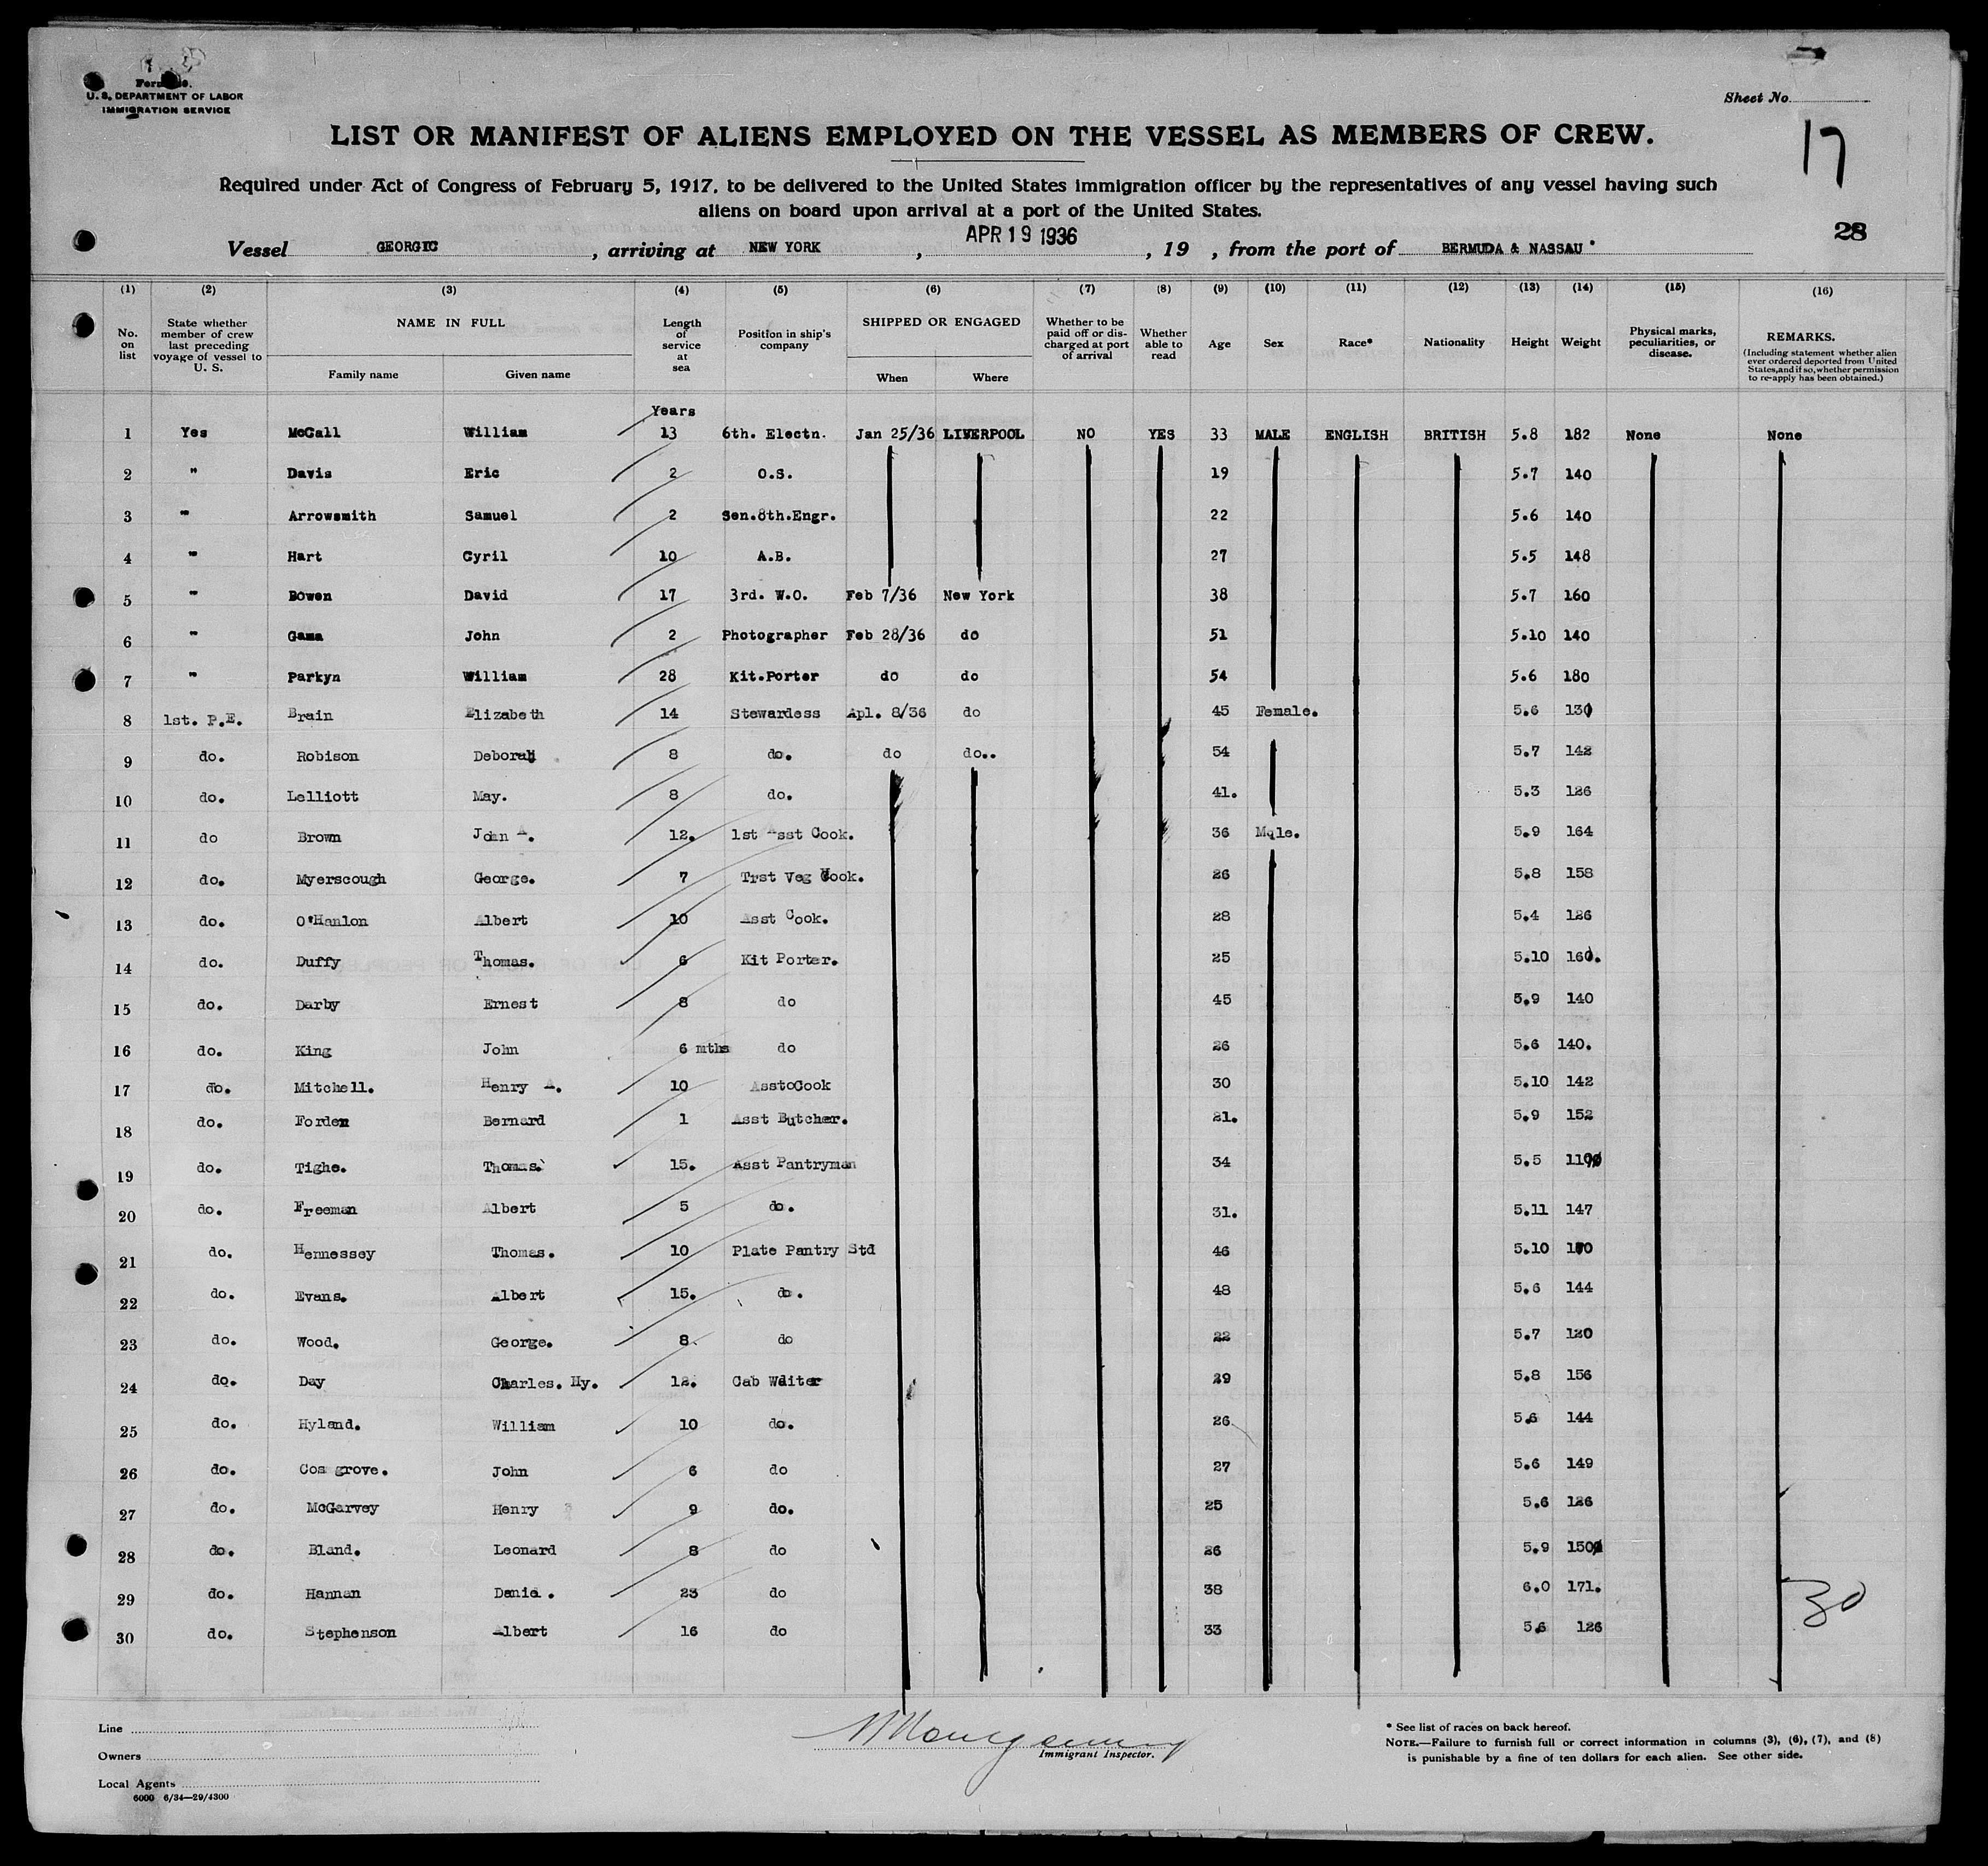 U. S. DEPARTMENT OF LABOR
IMMIGRATION SERVICE
Sheet No.
17
LIST OR MANIFEST OF ALIENS EMPLOYED ON THE VESSEL AS MEMBERS OF CREW.
Required under Act of Congress of February 5, 1917, to be delivered to the United States immigration officer by the representatives of any vessel having such
aliens on board upon arrival at a port of the United States.
28
Vessel GEORGIC , arriving at NEW YORK , APR 19 1936 , 19 , from the port of BERMUDA & NASSAU
(1) (2) (3) (4) (5) (6) (7) (8) (9) (10) (11) (12) (13) (14) (15) (16)
No. on list | State whether member of crew last preceding voyage of vessel to U. S. | NAME IN FULL Family name Given name | Length of service at sea | Position in ship's company | SHIPPED OR ENGAGED When Where | Whether to be paid off or discharged at port of arrival | Whether able to read | Age | Sex | Race* | Nationality | Height | Weight | Physical marks, peculiarities, or disease. | REMARKS. (Including statement whether alien ever ordered deported from United States, and if so, whether permission to re-apply has been obtained.)
Years
1 Yes McCall William 13 6th. Electn. Jan 25/36 LIVERPOOL NO YES 33 MALE ENGLISH BRITISH 5.8 182 None None
2 " Davis Eric 2 O.S. 19 5.7 140
3 " Arrowsmith Samuel 2 Sen.8th.Engr. 22 5.6 140
4 " Hart Cyril 10 A.B. 27 5.5 148
5 " Bowen David 17 3rd. W.O. Feb 7/36 New York 38 5.7 160
6 " Gama John 2 Photographer Feb 28/36 do 51 5.10 140
7 " Parkyn William 28 Kit.Porter do do 54 5.6 180
8 1st. P.E. Brain Elizabeth 14 Stewardess Apl. 8/36 do 45 Female. 5.6 130
9 do. Robison Deborah 8 do. do do.. 54 5.7 142
10 do. Lelliott May. 8 do. 41. 5.3 126
11 do Brown John A. 12. 1st Asst Cook. 36 Male. 5.9 164
12 do. Myerscough George. 7 Trst Veg Cook. 26 5.8 158
13 do. O'Hanlon Albert 10 Asst Cook. 28 5.4 126
14 do. Duffy Thomas. 6 Kit Porter. 25 5.10 160.
15 do. Darby Ernest 8 do 45 5.9 140
16 do. King John 6 mths do 26 5.6 140.
17 do. Mitchell. Henry A. 10 AsstoCook 30 5.10 142
18 do. Forden Bernard 1 Asst Butcher. 21. 5.9 152
19 do. Tighe. Thomas. 15. Asst Pantryman 34 5.5
20 do. Freeman Albert 5 do. 31. 5.11 147
21 do. Hennessey Thomas. 10 Plate Pantry Std 46 5.10
22 do. Evans. Albert 15. do. 48 5.6 144
23 do. Wood. George. 8. do 22 5.7 120
24 do. Day Charles. Hy. 12. Cab Waiter 29 5.8 156
25 do. Hyland. William 10 do. 26 5.6 144
26 do. Cosgrove. John 6 do 27 5.6 149
27 do. McGarvey Henry 9 do. 25 5.6 126
28 do. Bland. Leonard 8 do 26 5.9 150
29 do. Hannan Danie . 23 do 38 6.0 171.
30 do. Stephenson Albert 16 do 33 5.6 126
30
Line
Owners
Local Agents
6000 6/34—29/4300
Immigrant Inspector.
* See list of races on back hereof.
NOTE.—Failure to furnish full or correct information in columns (3), (6), (7), and (8)
is punishable by a fine of ten dollars for each alien. See other side.